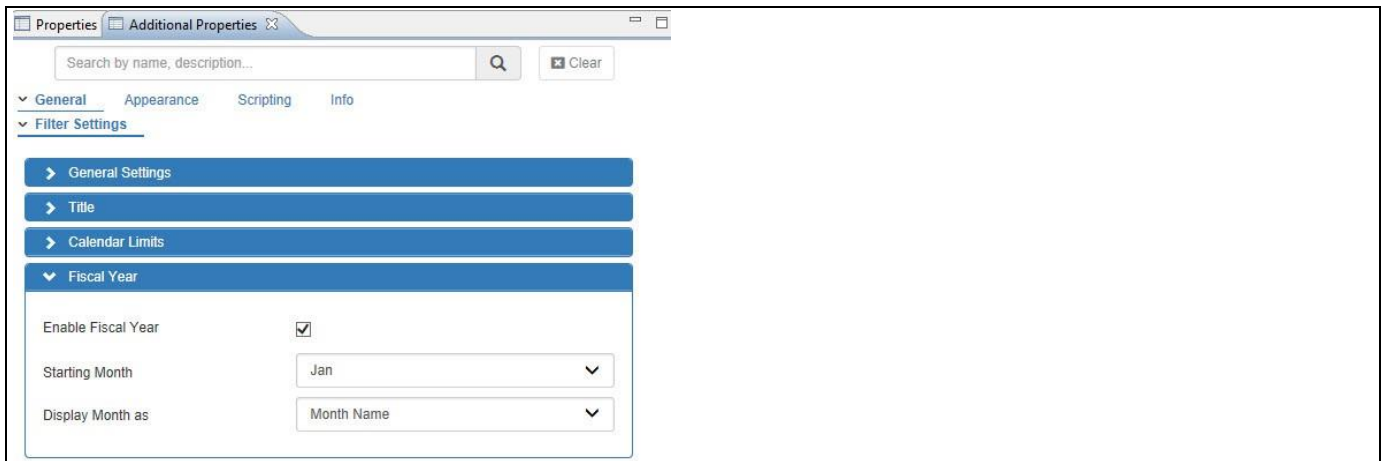 Properties Additional Properties
Search by name, description... Clear
General Appearance Scripting Info
Filter Settings
General Settings
Title
Calendar Limits
Fiscal Year
Enable Fiscal Year
Starting Month Jan
Display Month as Month Name